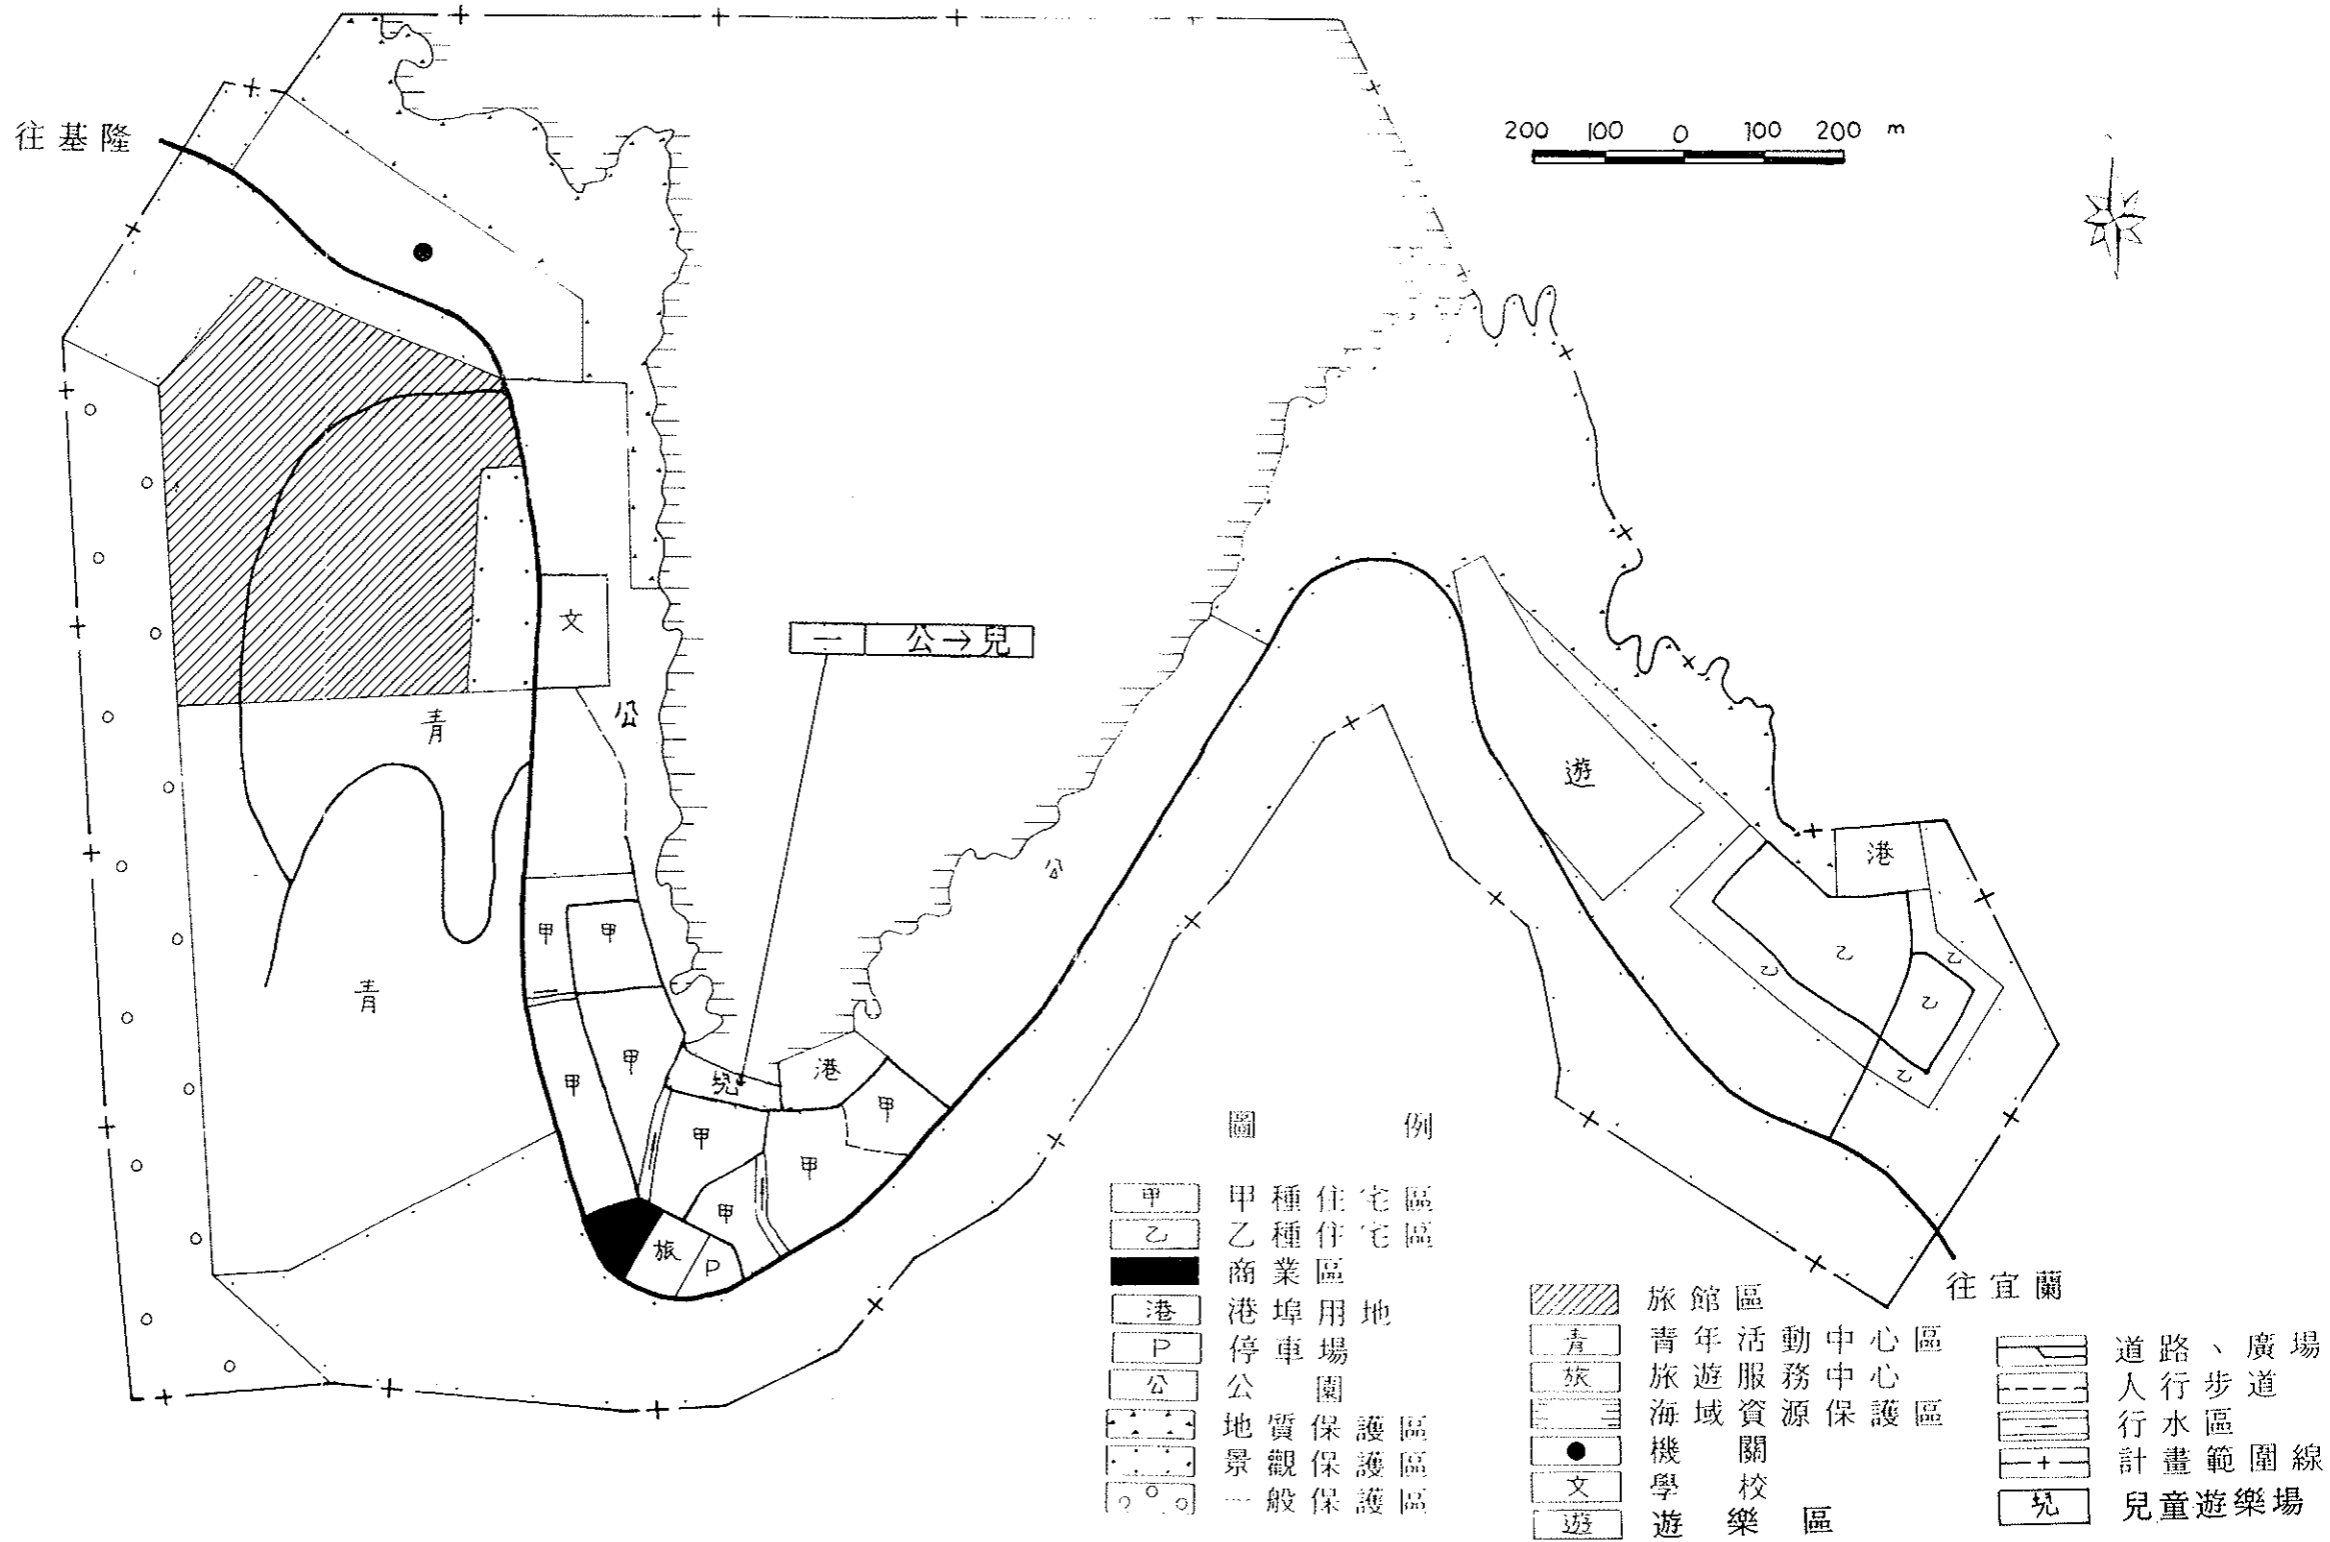 往基隆
200 100 0 100 200 m
文
一 公→兒
公
青
遊
公
港
甲 甲
乙 乙
乙
青
乙
甲 甲
兒 港
甲
乙
甲
甲
甲
旅 P
往宜蘭
圖例
甲 甲種住宅區
乙 乙種住宅區
商業區
港 港埠用地
P 停車場
公 公園
地質保護區
景觀保護區
一般保護區
旅館區
青 青年活動中心區
旅 旅遊服務中心
海域資源保護區
機關
文 學校
遊 遊樂區
道路、廣場
人行步道
行水區
計畫範圍線
兒 兒童遊樂場